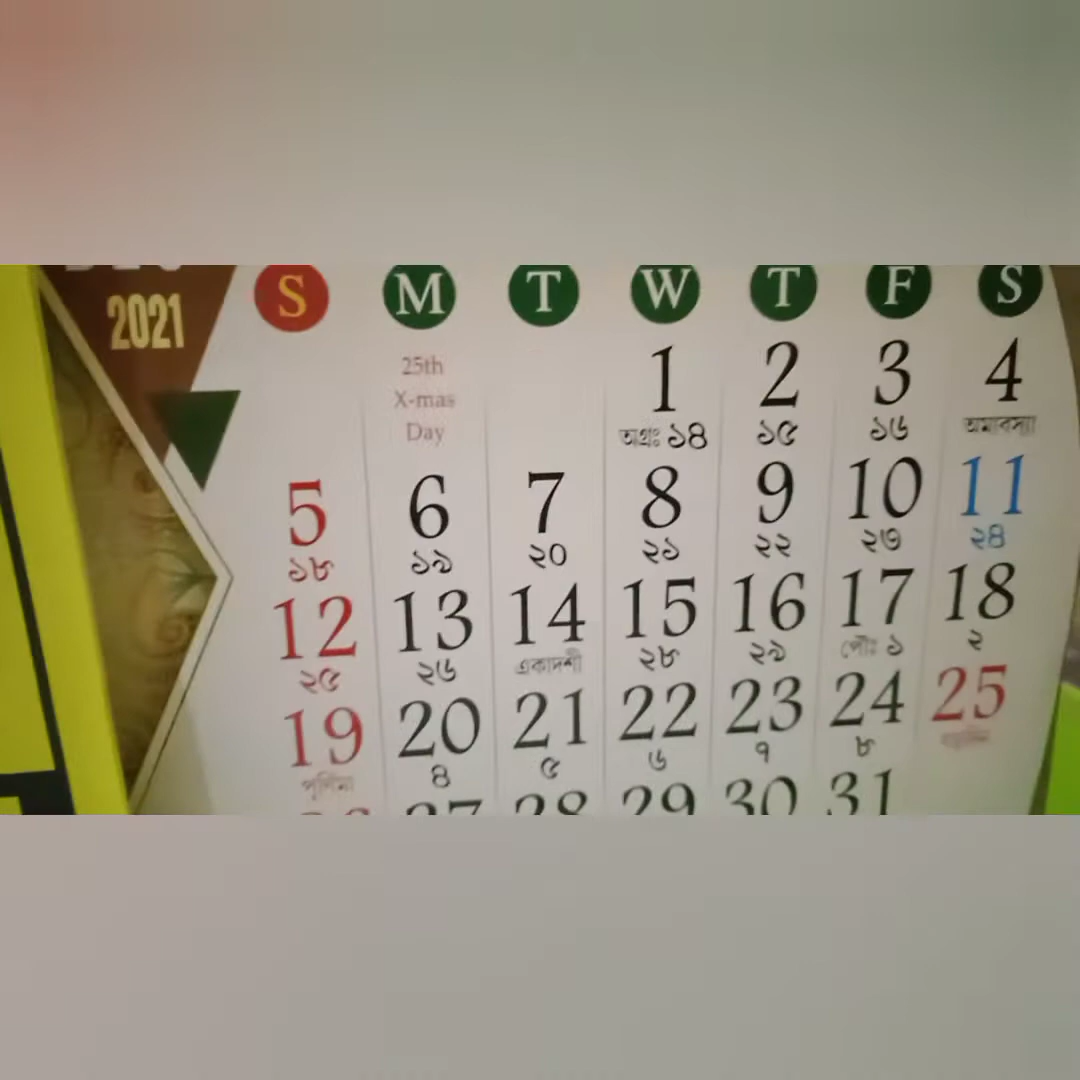 2021
S M T W T F S
25th
X-mas
Day
1 2 3 4
অগ্রঃ ১৪ ১৫ ১৬ অমাবস্যা
5 6 7 8 9 10 11
১৮ ১৯ ২০ ২১ ২২ ২৩ ২৪
12 13 14 15 16 17 18
২৫ ২৬ একাদশী ২৮ ২৯ পৌঃ ১ ২
19 20 21 22 23 24 25
পূর্ণিমা ৪ ৫ ৬ ৭ ৮
27 28 29 30 31